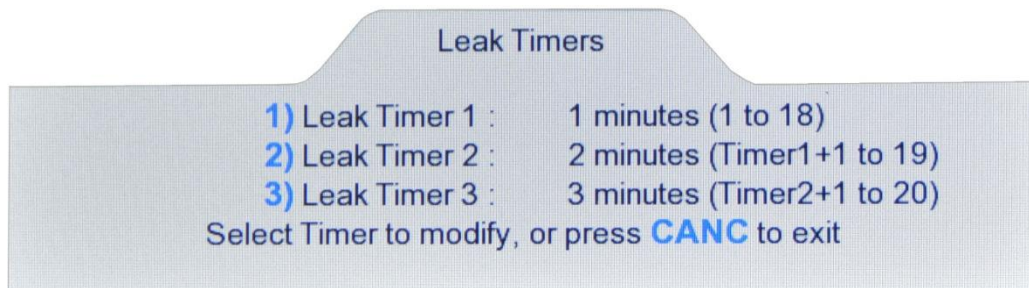 Leak Timers
1) Leak Timer 1 : 1 minutes (1 to 18)
2) Leak Timer 2 : 2 minutes (Timer1+1 to 19)
3) Leak Timer 3 : 3 minutes (Timer2+1 to 20)
Select Timer to modify, or press CANC to exit